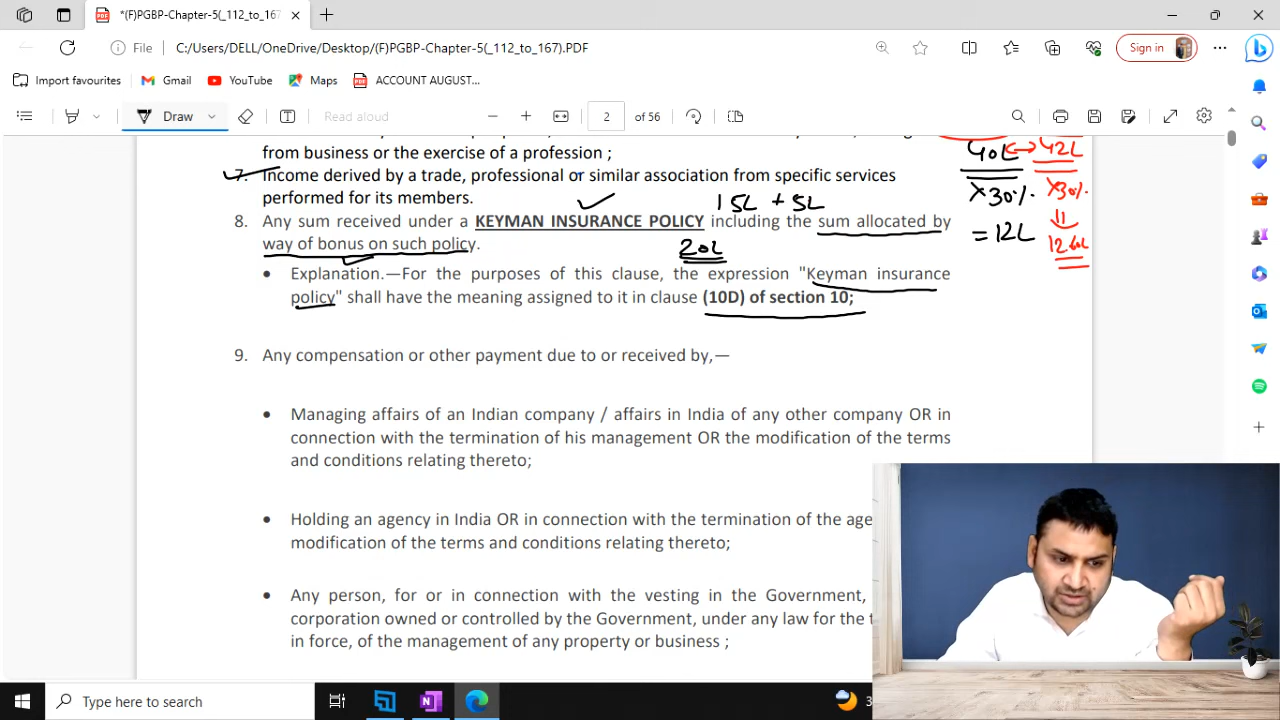 *(F)PGBP-Chapter-5(_112_to_167
File C:/Users/DELL/OneDrive/Desktop/(F)PGBP-Chapter-5(_112_to_167).PDF
Sign in
Import favourites Gmail YouTube Maps ACCOUNT AUGUST...
Draw Read aloud 2 of 56
from business or the exercise of a profession ;
7. Income derived by a trade, professional or similar association from specific services
performed for its members.
15L + 5L
8. Any sum received under a KEYMAN INSURANCE POLICY including the sum allocated by
way of bonus on such policy.
20L
• Explanation.—For the purposes of this clause, the expression "Keyman insurance
policy" shall have the meaning assigned to it in clause (10D) of section 10;
40L ↔ 42L
×30% ×30%
= 12L
9. Any compensation or other payment due to or received by,—
• Managing affairs of an Indian company / affairs in India of any other company OR in
connection with the termination of his management OR the modification of the terms
and conditions relating thereto;
• Holding an agency in India OR in connection with the termination of the age
modification of the terms and conditions relating thereto;
• Any person, for or in connection with the vesting in the Government,
corporation owned or controlled by the Government, under any law for the t
in force, of the management of any property or business ;
Type here to search